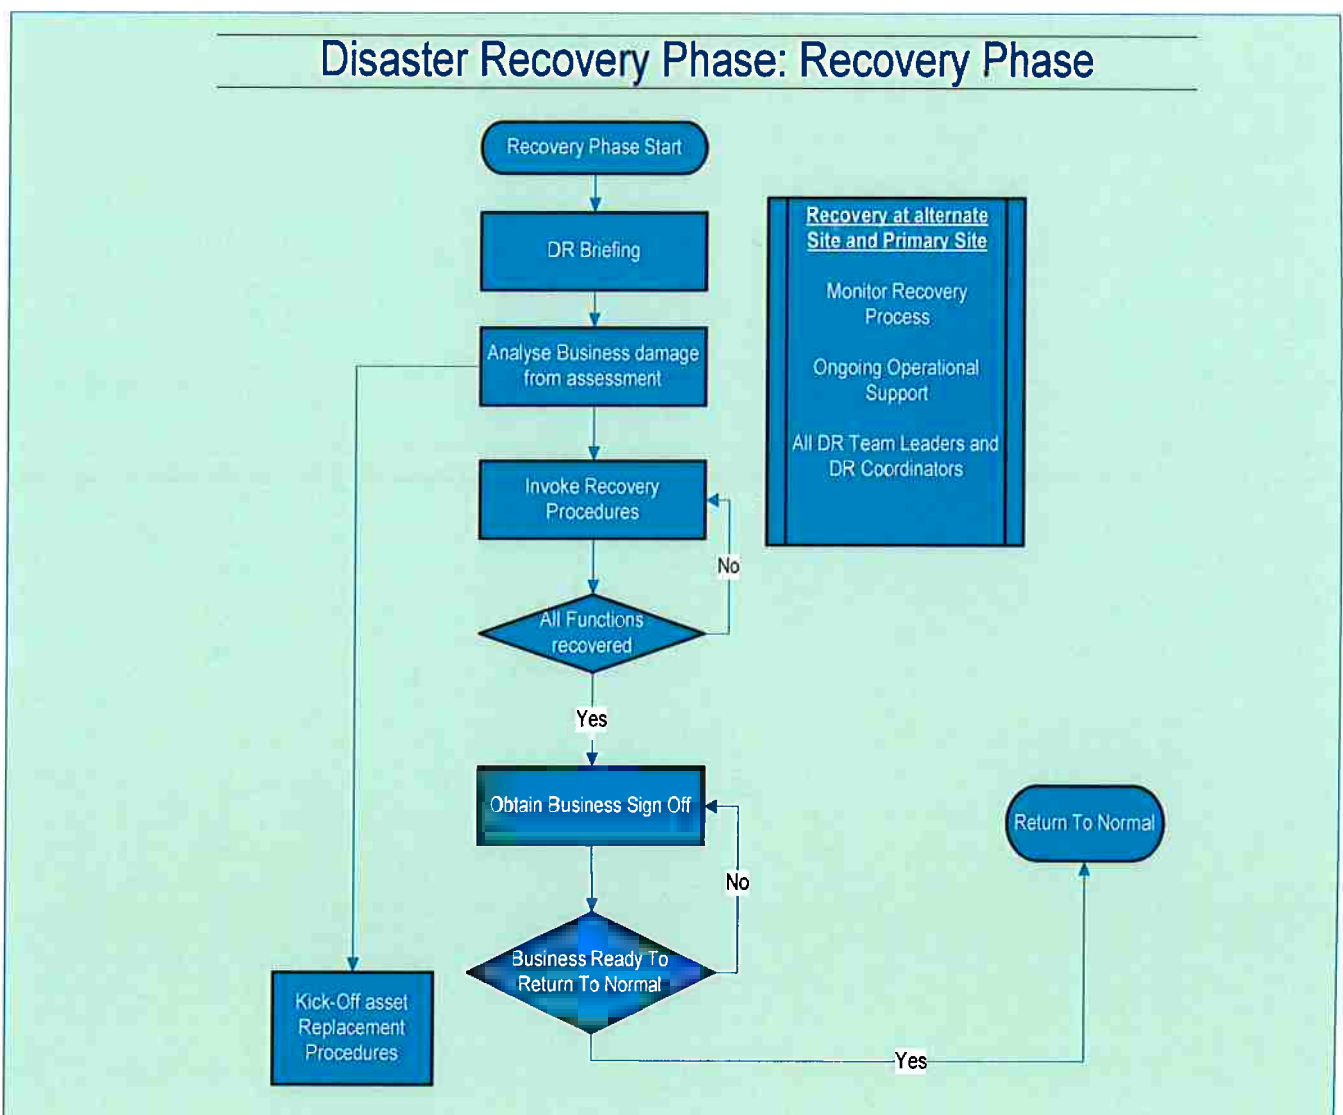 Disaster Recovery Phase: Recovery Phase
Recovery Phase Start
DR Briefing
Recovery at alternate
Site and Primary Site
Monitor Recovery
Process
Ongoing Operational
Support
All DR Team Leaders and
DR Coordinators
Analyse Business damage
from assessment
Invoke Recovery
Procedures
No
All Functions
recovered
Yes
Obtain Business Sign Off
Return To Normal
No
Business Ready To
Return To Normal
Kick-Off asset
Replacement
Procedures
Yes